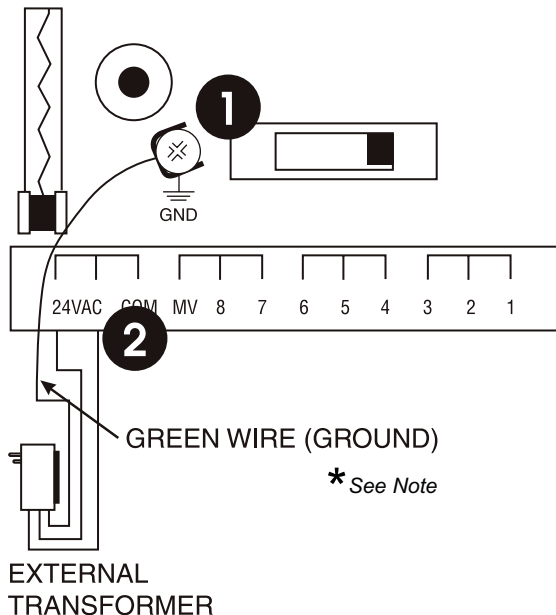 1
GND
24VAC COM MV 8 7 6 5 4 3 2 1
2
GREEN WIRE (GROUND)
*See Note
EXTERNAL
TRANSFORMER